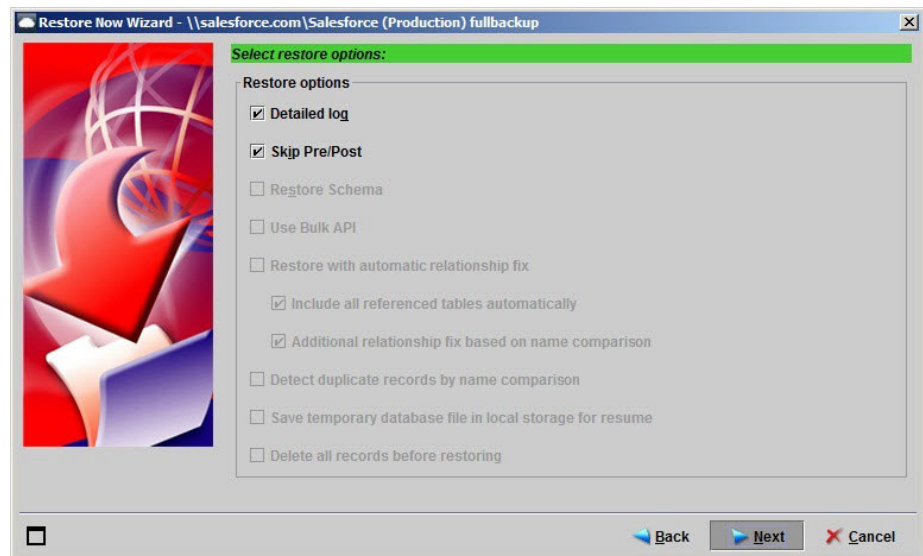 Restore Now Wizard - \\salesforce.com\Salesforce (Production) fullbackup
Select restore options:
Restore options
Detailed log
Skip Pre/Post
Restore Schema
Use Bulk API
Restore with automatic relationship fix
Include all referenced tables automatically
Additional relationship fix based on name comparison
Detect duplicate records by name comparison
Save temporary database file in local storage for resume
Delete all records before restoring
Back Next Cancel